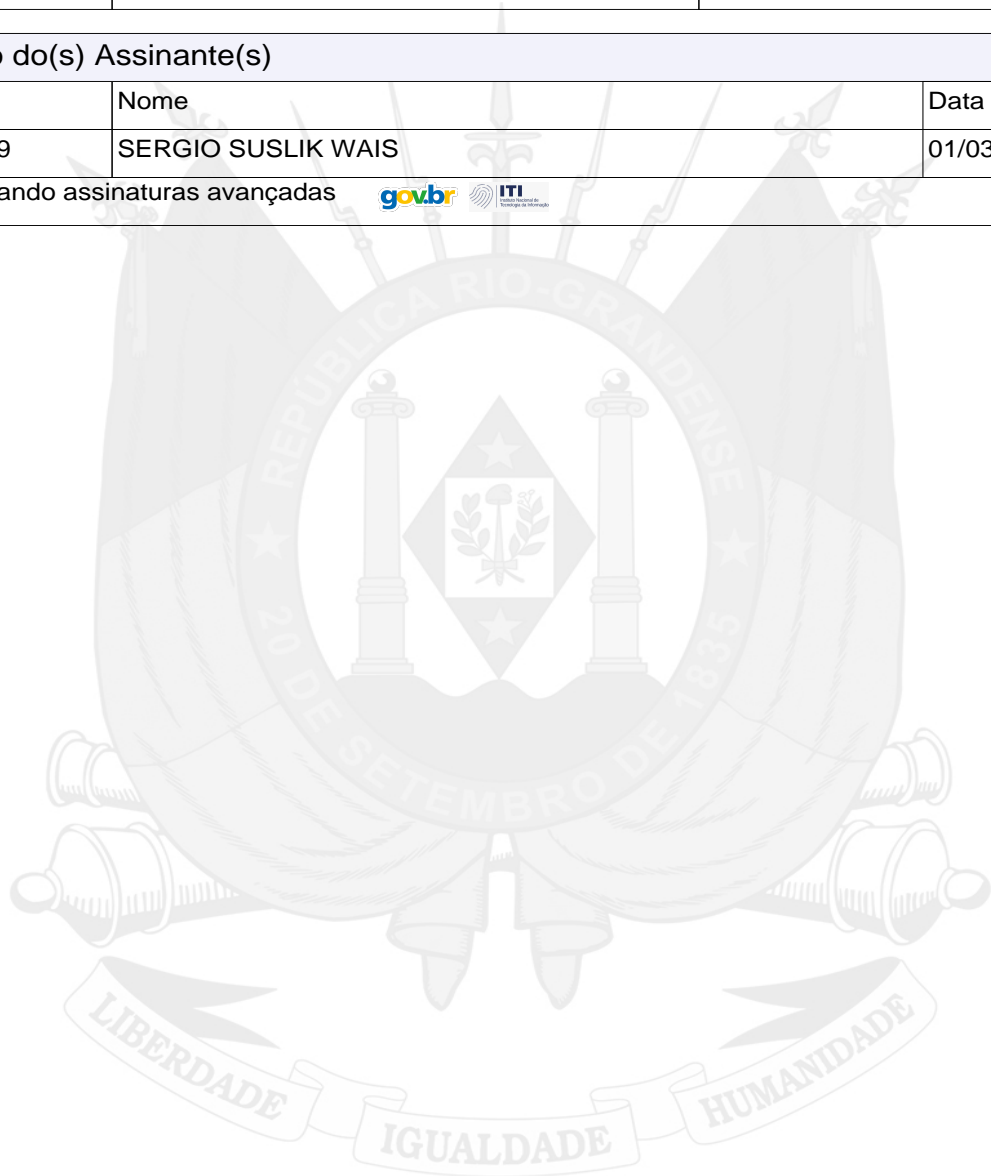 o do(s) Assinante(s)
Nome Data
9 SERGIO SUSLIK WAIS 01/03
ando assinaturas avançadas gov.br ITI
REPÚBLICA RIO-GRANDENSE
20 DE SETEMBRO DE 1835
LIBERDADE IGUALDADE HUMANIDADE